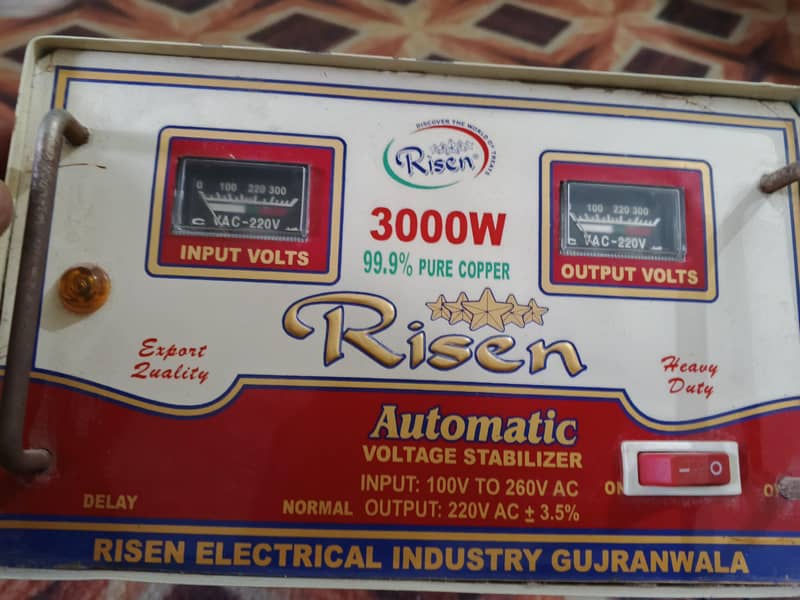 DISCOVER THE WORLD OF
Risen
3000W
99.9% PURE COPPER
0 100 220 300
VAC-220V
INPUT VOLTS
100 220 300
VAC-220V
OUTPUT VOLTS
Risen
Export
Quality
Heavy
Duty
Automatic
VOLTAGE STABILIZER
INPUT: 100V TO 260V AC
ON
DELAY
NORMAL
OUTPUT: 220V AC ± 3.5%
RISEN ELECTRICAL INDUSTRY GUJRANWALA